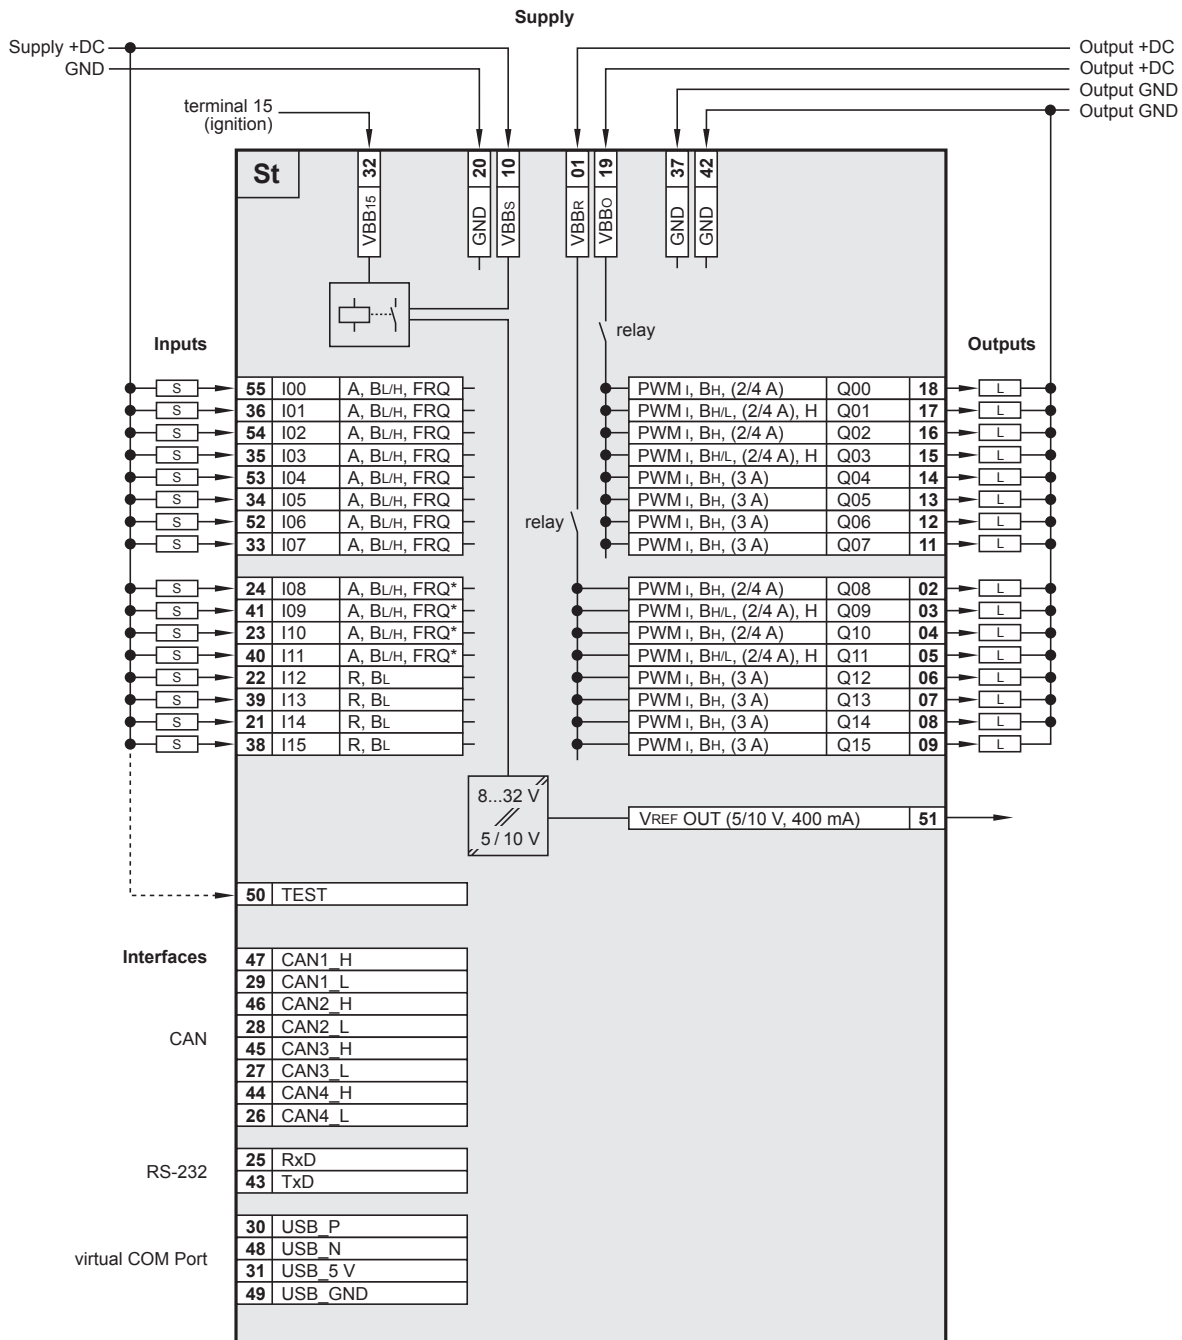 Supply
Supply +DC
GND
Output +DC
Output +DC
Output GND
Output GND
terminal 15
(ignition)
St
32 VBB15
20 GND
10 VBBS
01 VBBR
19 VBBO
37 GND
42 GND
relay
relay
Inputs
Outputs
S 55 I00 A, BL/H, FRQ
S 36 I01 A, BL/H, FRQ
S 54 I02 A, BL/H, FRQ
S 35 I03 A, BL/H, FRQ
S 53 I04 A, BL/H, FRQ
S 34 I05 A, BL/H, FRQ
S 52 I06 A, BL/H, FRQ
S 33 I07 A, BL/H, FRQ
S 24 I08 A, BL/H, FRQ*
S 41 I09 A, BL/H, FRQ*
S 23 I10 A, BL/H, FRQ*
S 40 I11 A, BL/H, FRQ*
S 22 I12 R, BL
S 39 I13 R, BL
S 21 I14 R, BL
S 38 I15 R, BL
PWM I, BH, (2/4 A) Q00 18 L
PWM I, BH/L, (2/4 A), H Q01 17 L
PWM I, BH, (2/4 A) Q02 16 L
PWM I, BH/L, (2/4 A), H Q03 15 L
PWM I, BH, (3 A) Q04 14 L
PWM I, BH, (3 A) Q05 13 L
PWM I, BH, (3 A) Q06 12 L
PWM I, BH, (3 A) Q07 11 L
PWM I, BH, (2/4 A) Q08 02 L
PWM I, BH/L, (2/4 A), H Q09 03 L
PWM I, BH, (2/4 A) Q10 04 L
PWM I, BH/L, (2/4 A), H Q11 05 L
PWM I, BH, (3 A) Q12 06 L
PWM I, BH, (3 A) Q13 07 L
PWM I, BH, (3 A) Q14 08 L
PWM I, BH, (3 A) Q15 09 L
8...32 V
5 / 10 V
VREF OUT (5/10 V, 400 mA) 51
50 TEST
Interfaces
CAN
47 CAN1_H
29 CAN1_L
46 CAN2_H
28 CAN2_L
45 CAN3_H
27 CAN3_L
44 CAN4_H
26 CAN4_L
RS-232
25 RxD
43 TxD
virtual COM Port
30 USB_P
48 USB_N
31 USB_5 V
49 USB_GND